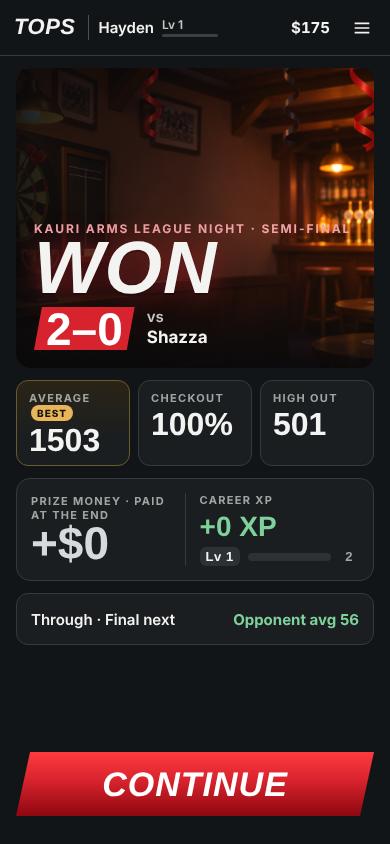 TOPS Hayden Lv 1 $175
KAURI ARMS LEAGUE NIGHT · SEMI-FINAL
WON
2–0
VS
Shazza
AVERAGE
BEST
1503
CHECKOUT
100%
HIGH OUT
501
PRIZE MONEY · PAID
AT THE END
+$0
CAREER XP
+0 XP
Lv 1 2
Through · Final next Opponent avg 56
CONTINUE